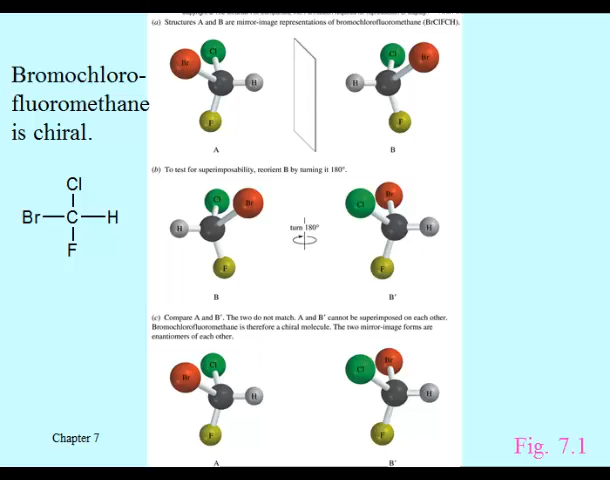 (a) Structures A and B are mirror-image representations of bromochlorofluoromethane (BrClFCH).
Bromochloro-
fluoromethane
is chiral.
Cl
Br—C—H
F
Cl
Br
H
F
A
Cl
Br
H
F
B
(b) To test for superimposability, reorient B by turning it 180°.
Cl
Br
H
F
B
turn 180°
Br
Cl
H
F
B'
(c) Compare A and B'. The two do not match. A and B' cannot be superimposed on each other.
Bromochlorofluoromethane is therefore a chiral molecule. The two mirror-image forms are
enantiomers of each other.
Cl
Br
H
F
A
Br
Cl
H
F
B'
Chapter 7
Fig. 7.1